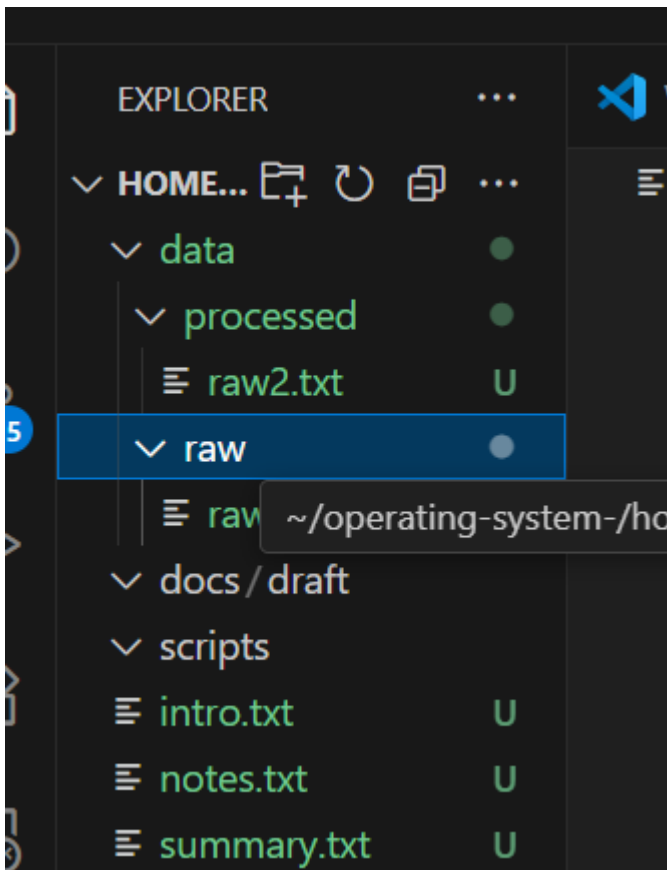 EXPLORER ...
HOME... ...
data
processed
raw2.txt U
5 raw
raw ~/operating-system-/ho
docs / draft
scripts
intro.txt U
notes.txt U
summary.txt U